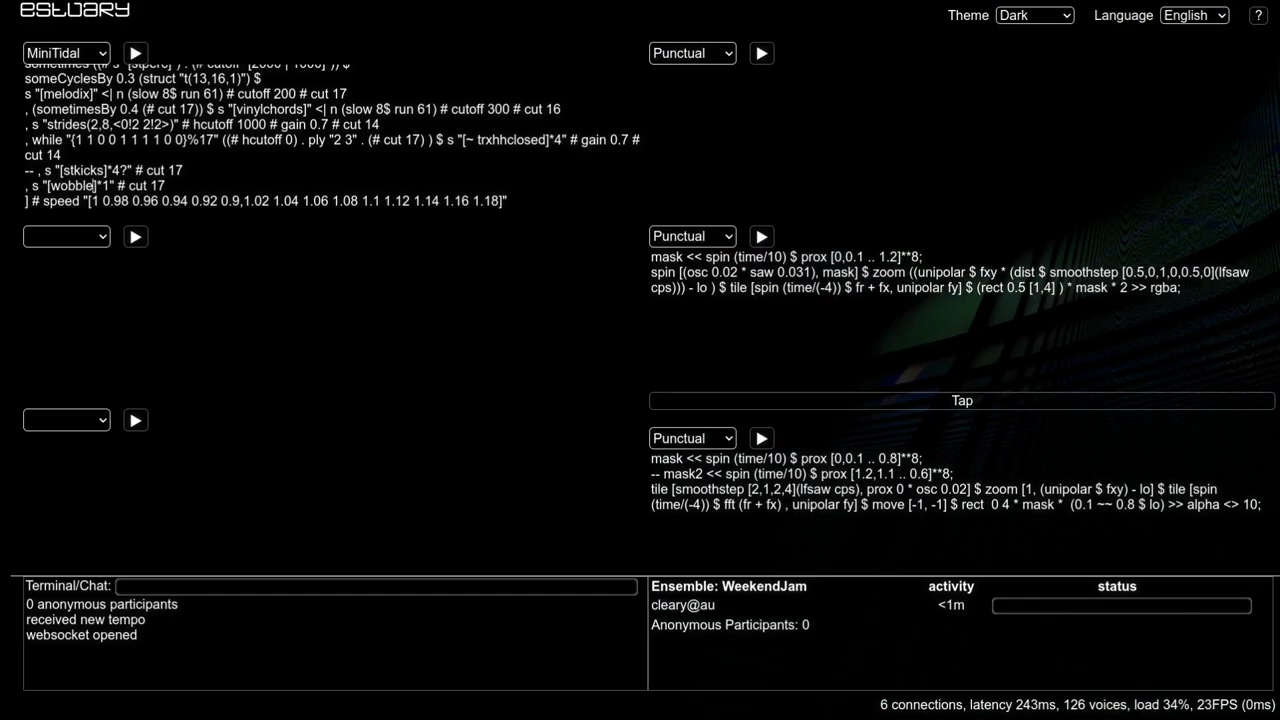 estuary
Theme Dark Language English ?
MiniTidal
sometimes ((# s "[stperc]") . (# cutoff "[2000 | 1000]")) $
someCyclesBy 0.3 (struct "t(13,16,1)") $
s "[melodix]" <| n (slow 8$ run 61) # cutoff 200 # cut 17
, (sometimesBy 0.4 (# cut 17)) $ s "[vinylchords]" <| n (slow 8$ run 61) # cutoff 300 # cut 16
, s "strides(2,8,<0!2 2!2>)" # hcutoff 1000 # gain 0.7 # cut 14
, while "{1 1 0 0 1 1 1 1 0 0}%17" ((# hcutoff 0) . ply "2 3" . (# cut 17) ) $ s "[~ trxhhclosed]*4" # gain 0.7 #
cut 14
-- , s "[stkicks]*4?" # cut 17
, s "[wobble]*1" # cut 17
] # speed "[1 0.98 0.96 0.94 0.92 0.9,1.02 1.04 1.06 1.08 1.1 1.12 1.14 1.16 1.18]"
Punctual
Punctual
mask << spin (time/10) $ prox [0,0.1 .. 1.2]**8;
spin [(osc 0.02 * saw 0.031), mask] $ zoom ((unipolar $ fxy * (dist $ smoothstep [0.5,0,1,0,0.5,0](lfsaw
cps))) - lo ) $ tile [spin (time/(-4)) $ fr + fx, unipolar fy] $ (rect 0.5 [1,4] ) * mask * 2 >> rgba;
Tap
Punctual
mask << spin (time/10) $ prox [0,0.1 .. 0.8]**8;
-- mask2 << spin (time/10) $ prox [1.2,1.1 .. 0.6]**8;
tile [smoothstep [2,1,2,4](lfsaw cps), prox 0 * osc 0.02] $ zoom [1, (unipolar $ fxy) - lo] $ tile [spin
(time/(-4)) $ fft (fr + fx) , unipolar fy] $ move [-1, -1] $ rect 0 4 * mask * (0.1 ~~ 0.8 $ lo) >> alpha <> 10;
Terminal/Chat:
0 anonymous participants
received new tempo
websocket opened
Ensemble: WeekendJam activity status
cleary@au <1m
Anonymous Participants: 0
6 connections, latency 243ms, 126 voices, load 34%, 23FPS (0ms)